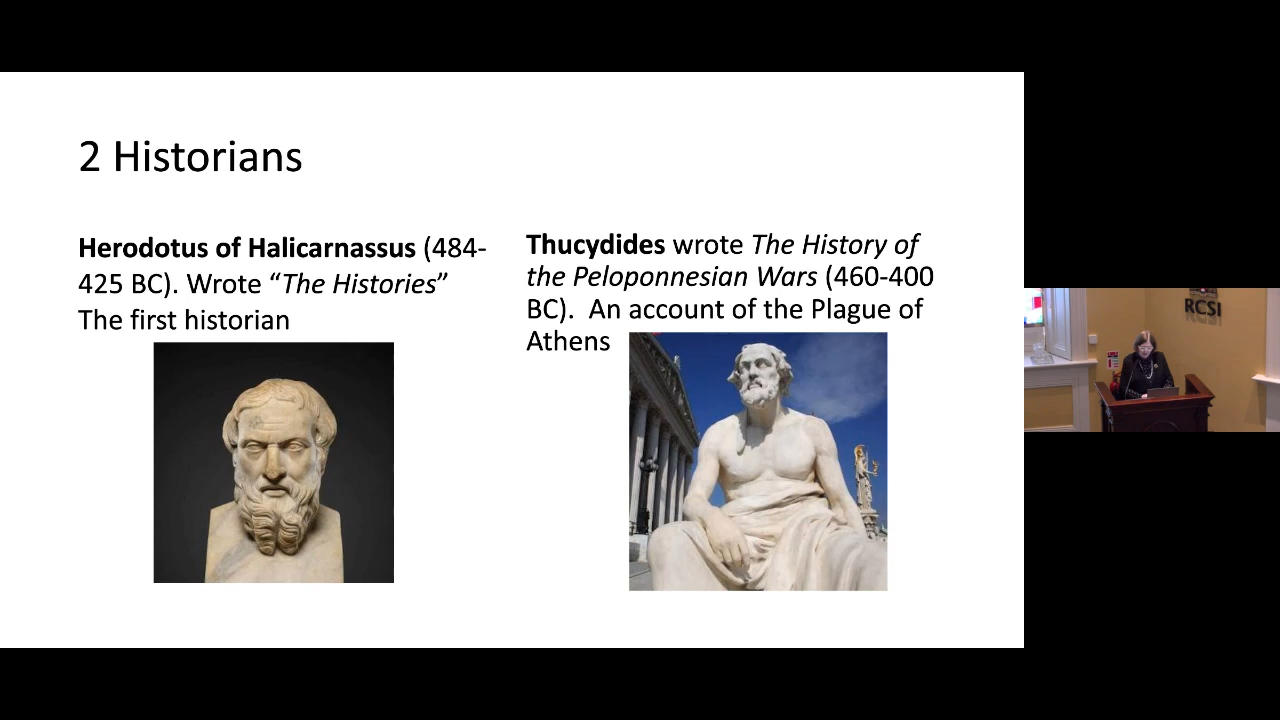 2 Historians
Herodotus of Halicarnassus (484-
425 BC). Wrote “The Histories”
The first historian
Thucydides wrote The History of
the Peloponnesian Wars (460-400
BC).  An account of the Plague of
Athens
RCSI